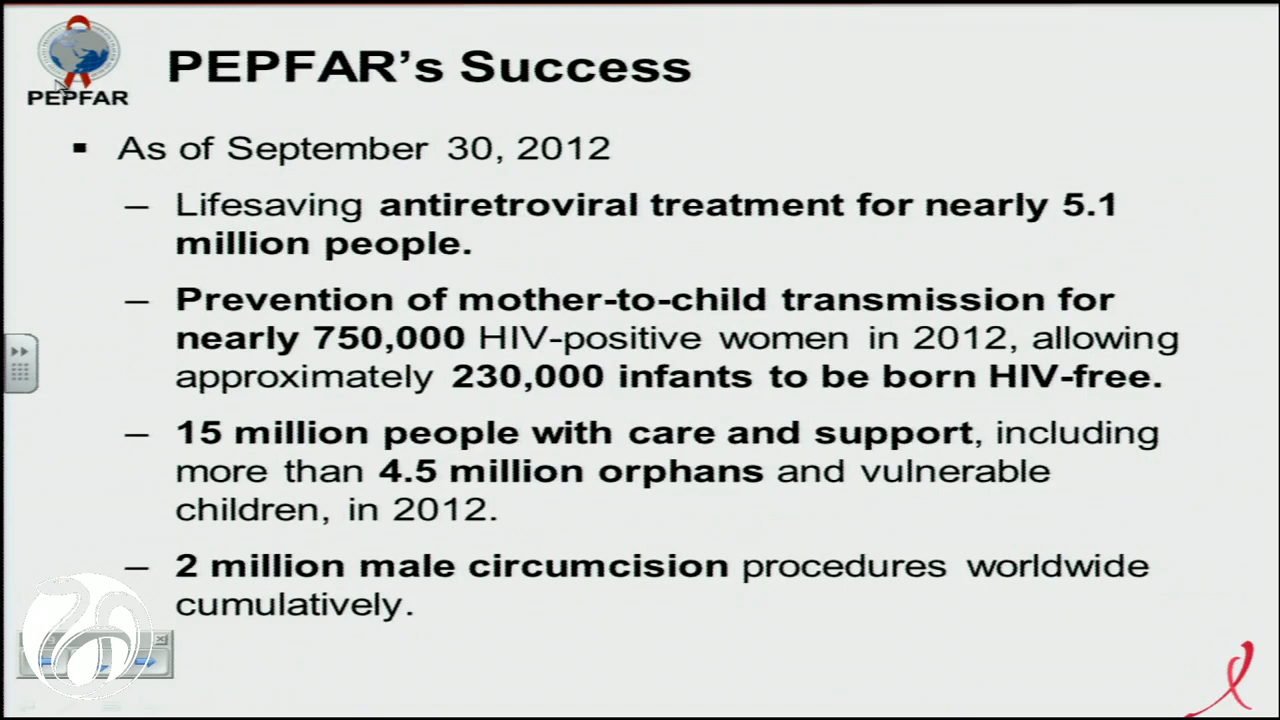 PEPFAR's Success
PEPFAR
▪ As of September 30, 2012
– Lifesaving antiretroviral treatment for nearly 5.1
million people.
– Prevention of mother-to-child transmission for
nearly 750,000 HIV-positive women in 2012, allowing
approximately 230,000 infants to be born HIV-free.
– 15 million people with care and support, including
more than 4.5 million orphans and vulnerable
children, in 2012.
– 2 million male circumcision procedures worldwide
cumulatively.